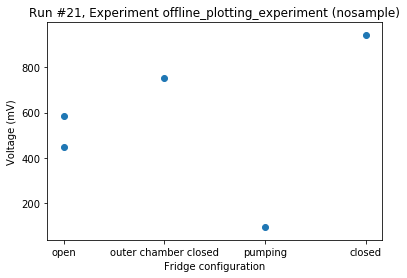 Run #21, Experiment offline_plotting_experiment (nosample)
800
600
400
200
Voltage (mV)
open
outer chamber closed
pumping
closed
Fridge configuration